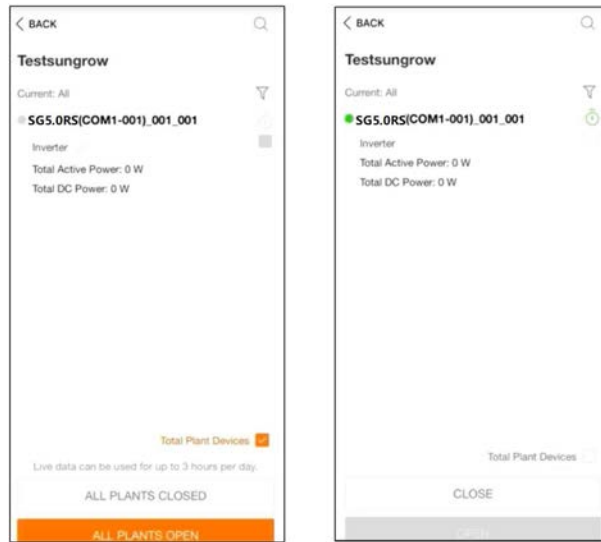 BACK
Testsungrow
Current: All
SG5.0RS(COM1-001)_001_001
Inverter
Total Active Power: 0 W
Total DC Power: 0 W
Total Plant Devices
Live data can be used for up to 3 hours per day.
ALL PLANTS CLOSED
ALL PLANTS OPEN
BACK
Testsungrow
Current: All
SG5.0RS(COM1-001)_001_001
Inverter
Total Active Power: 0 W
Total DC Power: 0 W
Total Plant Devices
CLOSE
OPEN